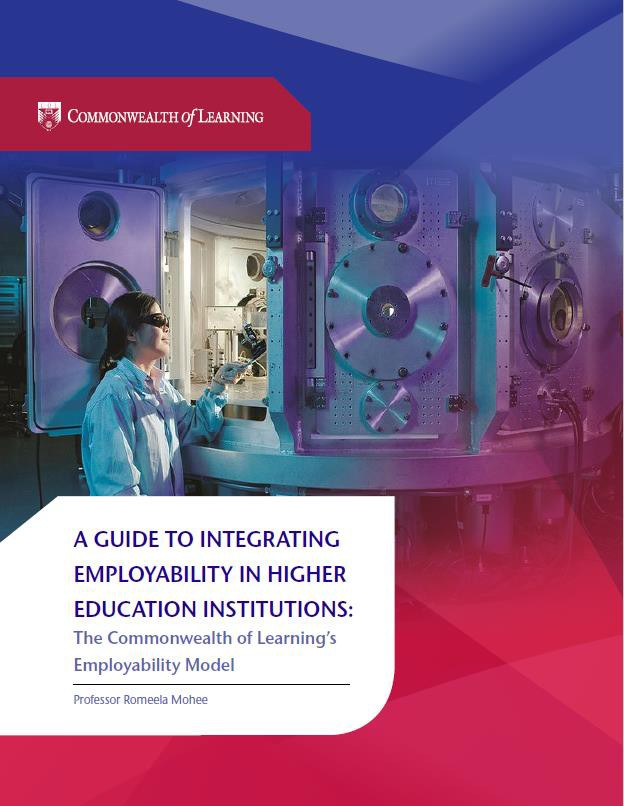 COMMONWEALTH of LEARNING
A GUIDE TO INTEGRATING
EMPLOYABILITY IN HIGHER
EDUCATION INSTITUTIONS:
The Commonwealth of Learning's
Employability Model
Professor Romeela Mohee